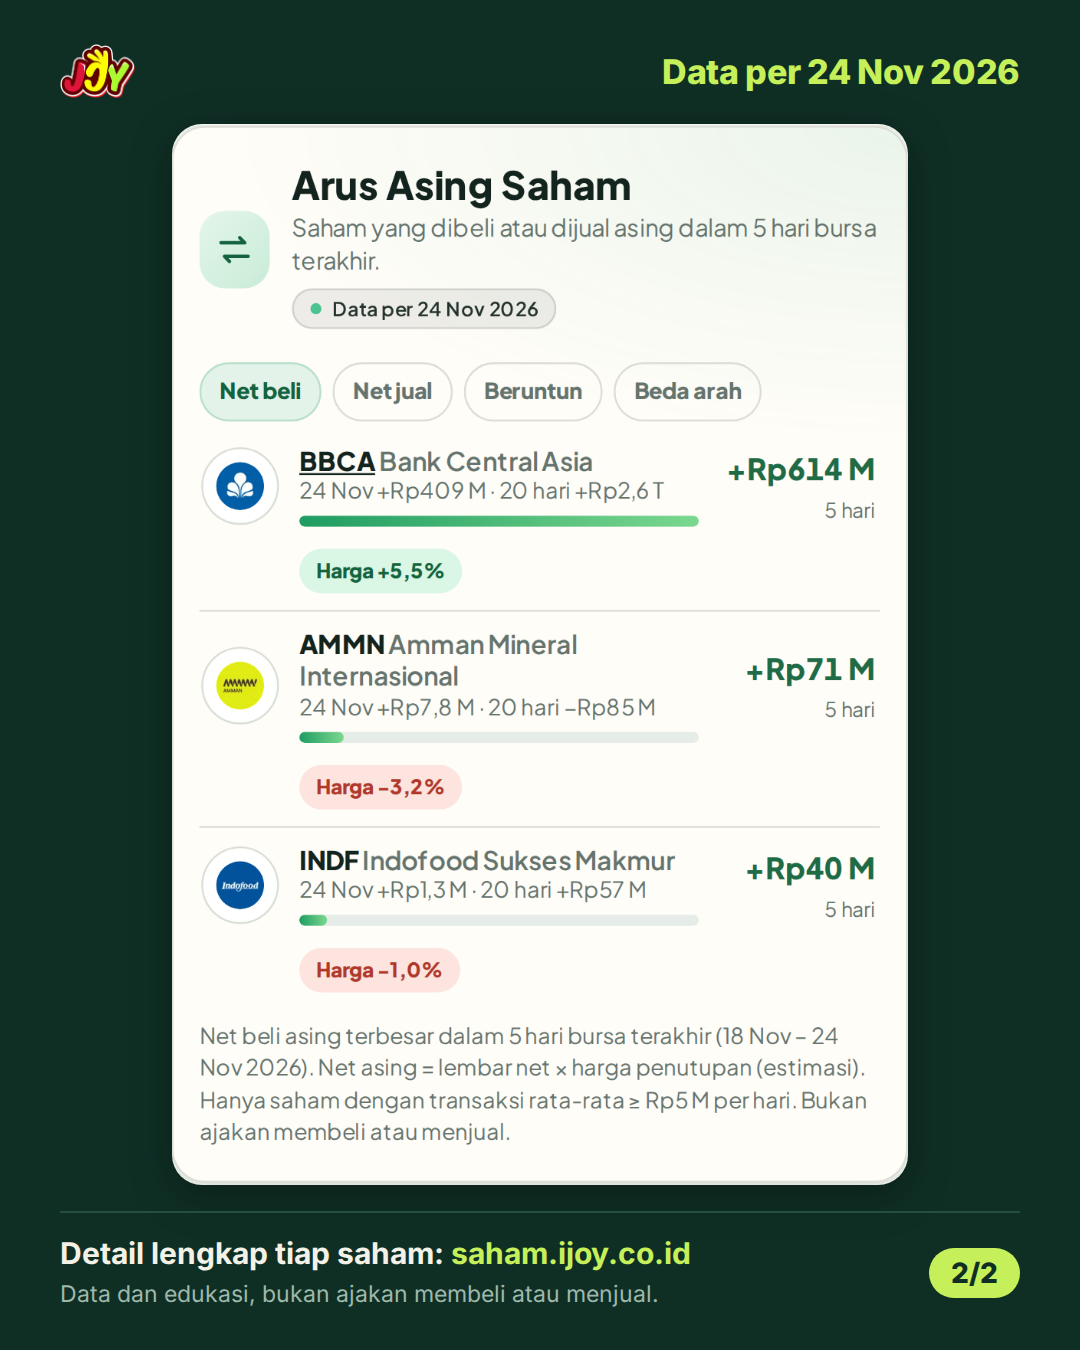 JOY
Data per 24 Nov 2026
Arus Asing Saham
Saham yang dibeli atau dijual asing dalam 5 hari bursa
terakhir.
Data per 24 Nov 2026
Net beli
Net jual
Beruntun
Beda arah
BBCA Bank Central Asia
24 Nov +Rp409 M · 20 hari +Rp2,6 T
+Rp614 M
5 hari
Harga +5,5%
AMMN Amman Mineral
Internasional
24 Nov +Rp7,8 M · 20 hari −Rp85 M
+Rp71 M
5 hari
AMMAN
Harga −3,2%
INDF Indofood Sukses Makmur
24 Nov +Rp1,3 M · 20 hari +Rp57 M
+Rp40 M
5 hari
Indofood
Harga −1,0%
Net beli asing terbesar dalam 5 hari bursa terakhir (18 Nov – 24
Nov 2026). Net asing = lembar net × harga penutupan (estimasi).
Hanya saham dengan transaksi rata-rata ≥ Rp5 M per hari. Bukan
ajakan membeli atau menjual.
Detail lengkap tiap saham: saham.ijoy.co.id
Data dan edukasi, bukan ajakan membeli atau menjual.
2/2